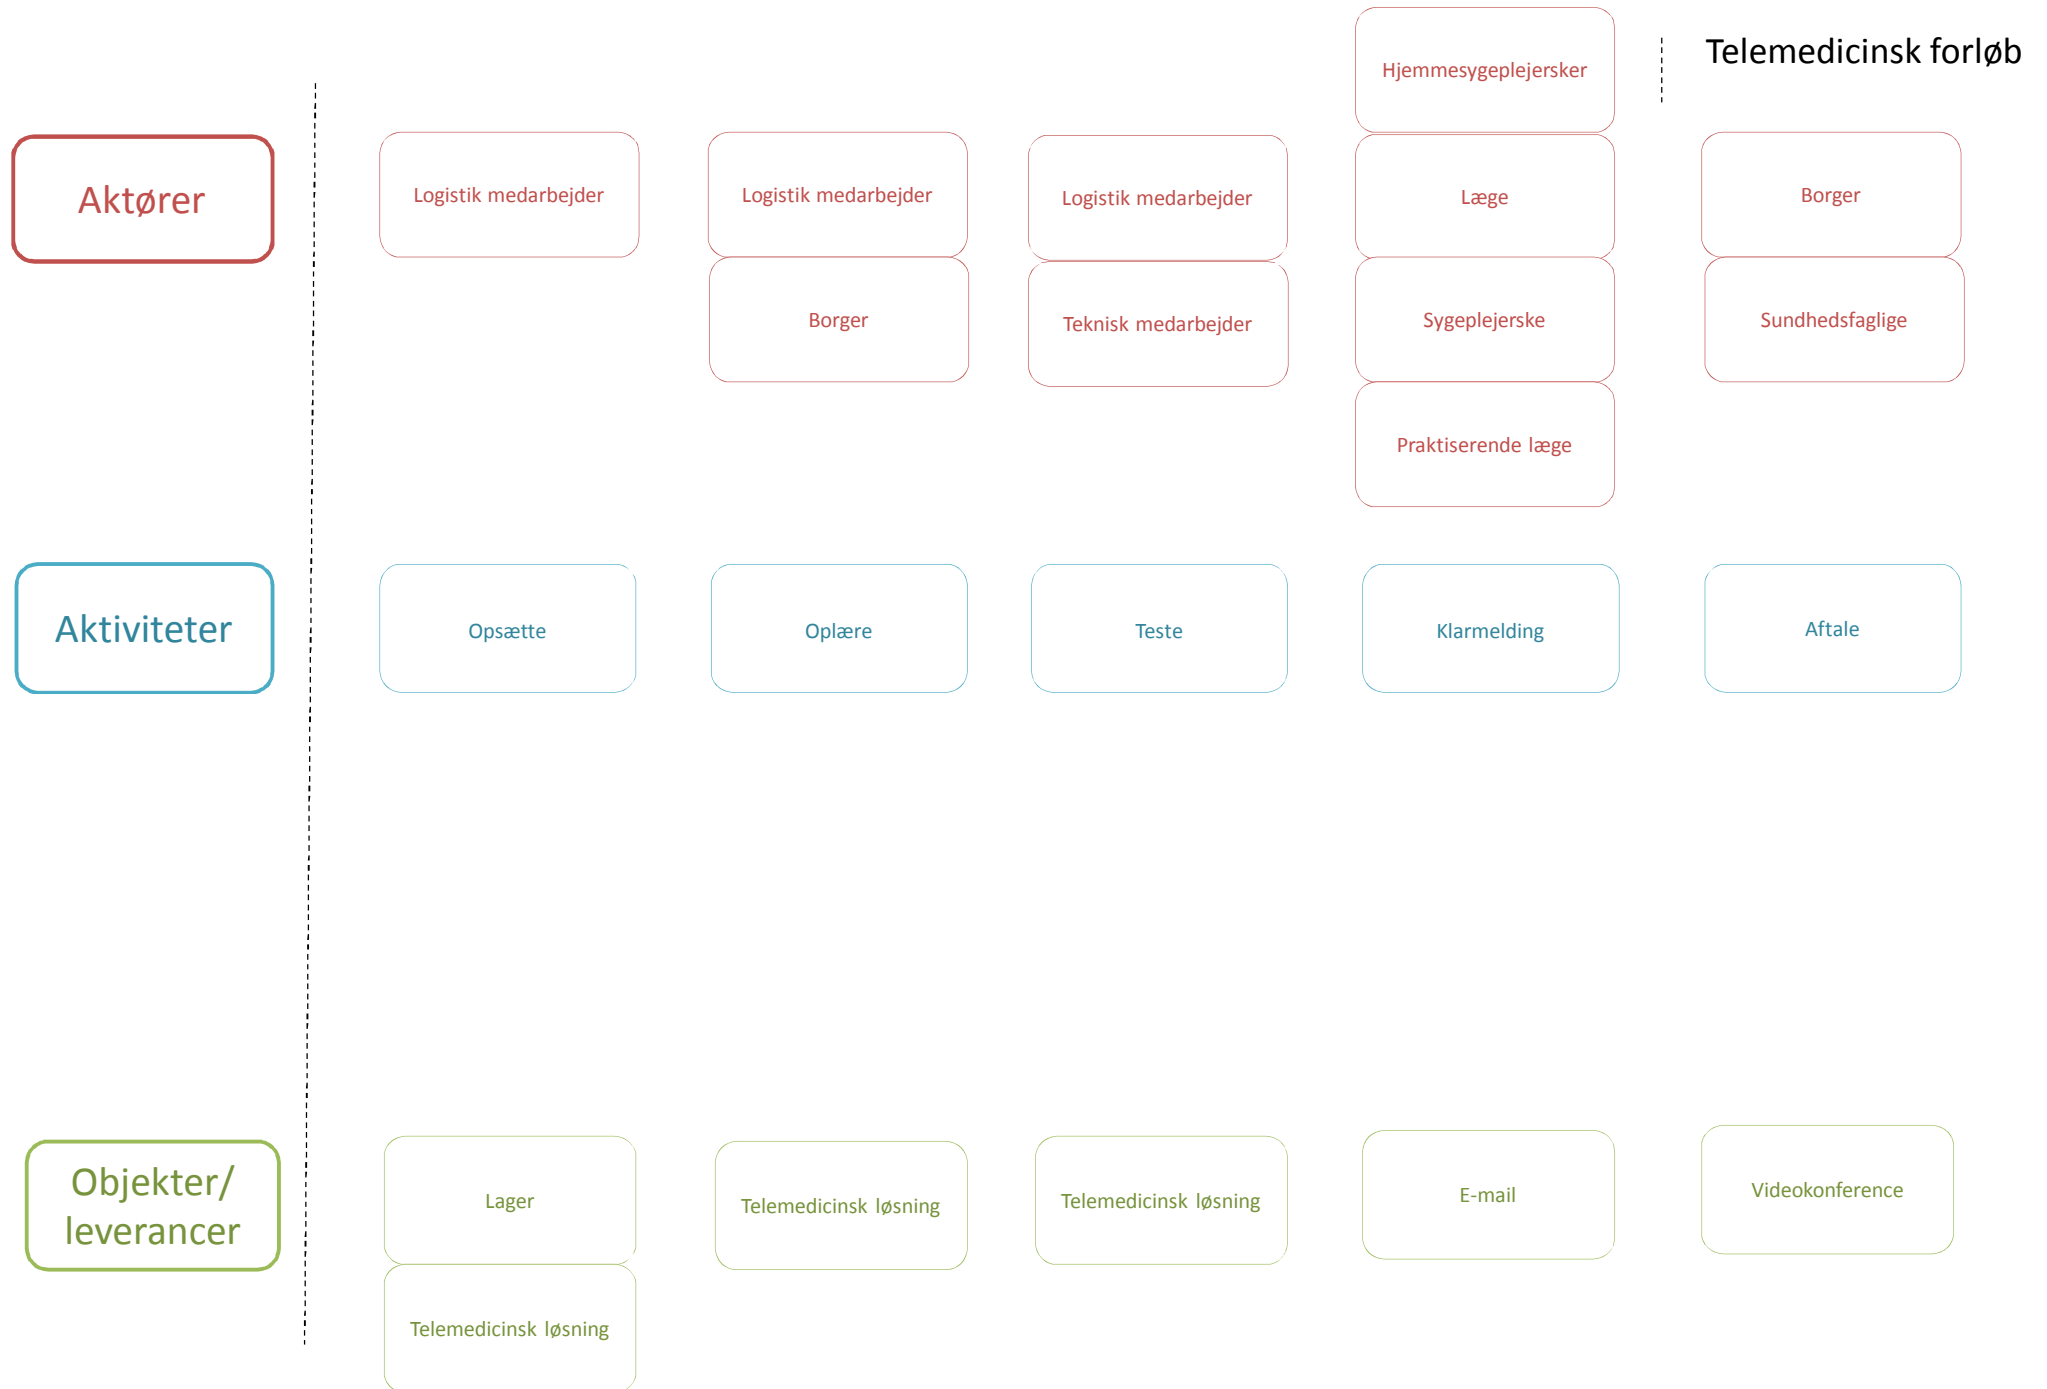 Telemedicinsk forløb
Hjemmesygeplejersker
Aktører
Logistik medarbejder
Logistik medarbejder
Logistik medarbejder
Læge
Borger
Borger
Teknisk medarbejder
Sygeplejerske
Sundhedsfaglige
Praktiserende læge
Aktiviteter
Opsætte
Oplære
Teste
Klarmelding
Aftale
Objekter/
leverancer
Lager
Telemedicinsk løsning
Telemedicinsk løsning
E-mail
Videokonference
Telemedicinsk løsning